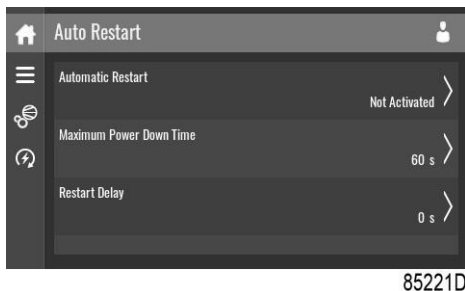 Auto Restart
Automatic Restart
Not Activated
Maximum Power Down Time
60 s
Restart Delay
0 s
85221D